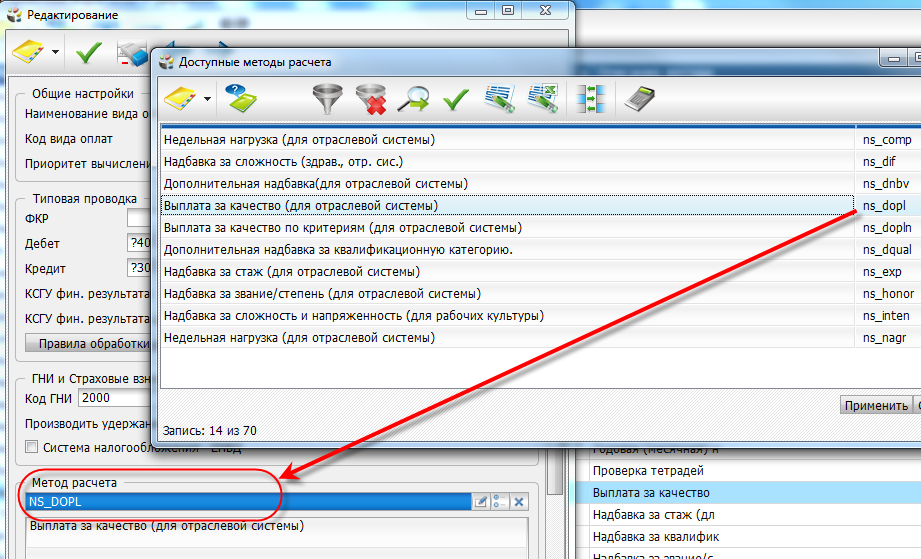 Редактирование
Доступные методы расчета
Общие настройки
Наименование вида
Код вида оплат
Приоритет вычислени
Типовая проводка
ФКР
Дебет ?40
Кредит ?30
КСГУ фин. результата
КСГУ фин. результата
Правила обработки
ГНИ и Страховые взн
Код ГНИ 2000
Производить удержан
Система налогообложения ЕНВД
Недельная нагрузка (для отраслевой системы) ns_comp
Надбавка за сложность (здрав., отр. сис.) ns_dif
Дополнительная надбавка(для отраслевой системы) ns_dnbv
Выплата за качество (для отраслевой системы) ns_dopl
Выплата за качество по критериям (для отраслевой системы) ns_dopln
Дополнительная надбавка за квалификационную категорию. ns_dqual
Надбавка за стаж (для отраслевой системы) ns_exp
Надбавка за звание/степень (для отраслевой системы) ns_honor
Надбавка за сложность и напряженность (для рабочих культуры) ns_inten
Недельная нагрузка (для отраслевой системы) ns_nagr
Применить
Запись: 14 из 70
Метод расчета
NS_DOPL
Выплата за качество (для отраслевой системы)
Годовая (месячная) н
Проверка тетрадей
Выплата за качество
Надбавка за стаж (дл
Надбавка за квалифик
Надбавка за звание/с